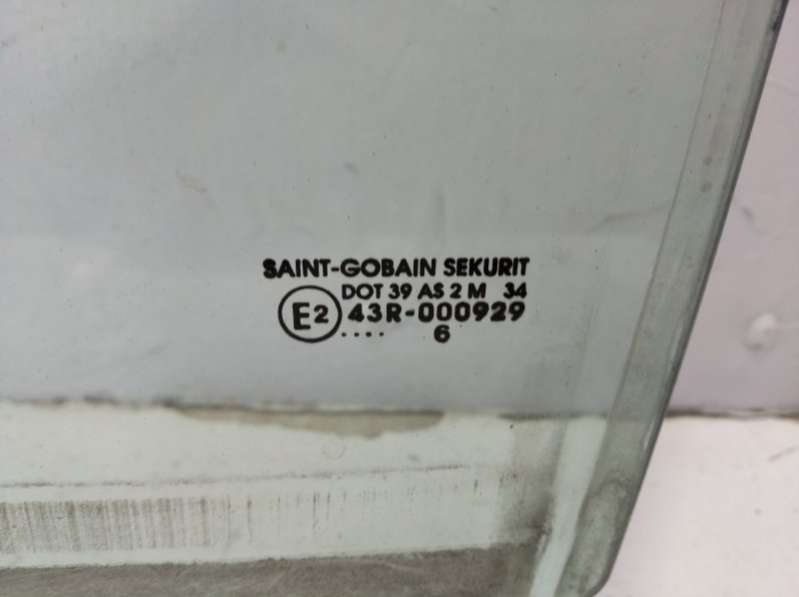 SAINT-GOBAIN SEKURIT
DOT 39 AS 2 M 34
E2 43R-000929
.... 6